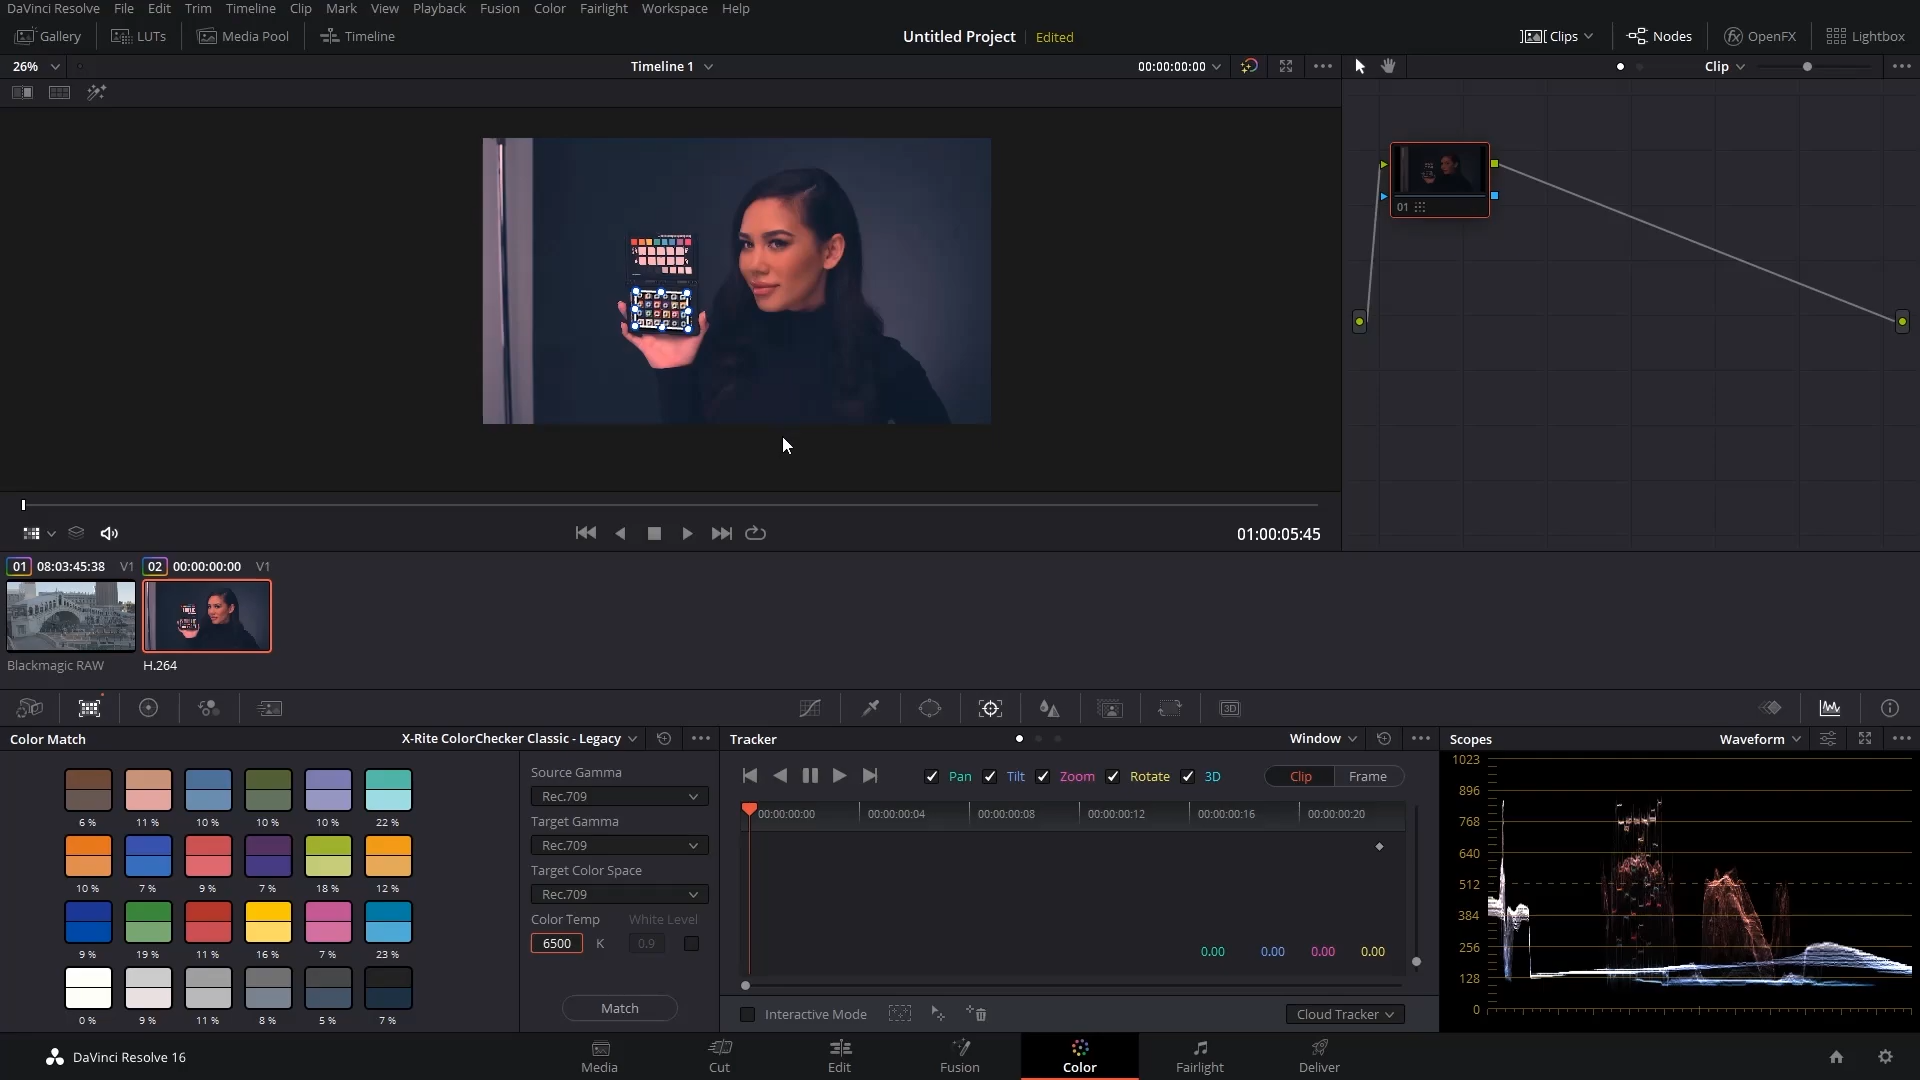 DaVinci Resolve File Edit Trim Timeline Clip Mark View Playback Fusion Color Fairlight Workspace Help
Gallery LUTs Media Pool Timeline Untitled Project Edited Clips Nodes OpenFX Lightbox
26% Timeline 1 00:00:00:00 Clip
01
01:00:05:45
01 08:03:45:38 V1 02 00:00:00:00 V1
Blackmagic RAW H.264
3D
Color Match X-Rite ColorChecker Classic - Legacy Tracker Window Scopes Waveform
6 % 11 % 10 % 10 % 10 % 22 %
10 % 7 % 9 % 7 % 18 % 12 %
9 % 19 % 11 % 16 % 7 % 23 %
0 % 9 % 11 % 8 % 5 % 7 %
Source Gamma
Rec.709
Target Gamma
Rec.709
Target Color Space
Rec.709
Color Temp White Level
6500 K 0.9
Match
Pan Tilt Zoom Rotate 3D Clip Frame
00:00:00:00 00:00:00:04 00:00:00:08 00:00:00:12 00:00:00:16 00:00:00:20
0.00 0.00 0.00 0.00
Interactive Mode Cloud Tracker
1023
896
768
640
512
384
256
128
0
DaVinci Resolve 16 Media Cut Edit Fusion Color Fairlight Deliver